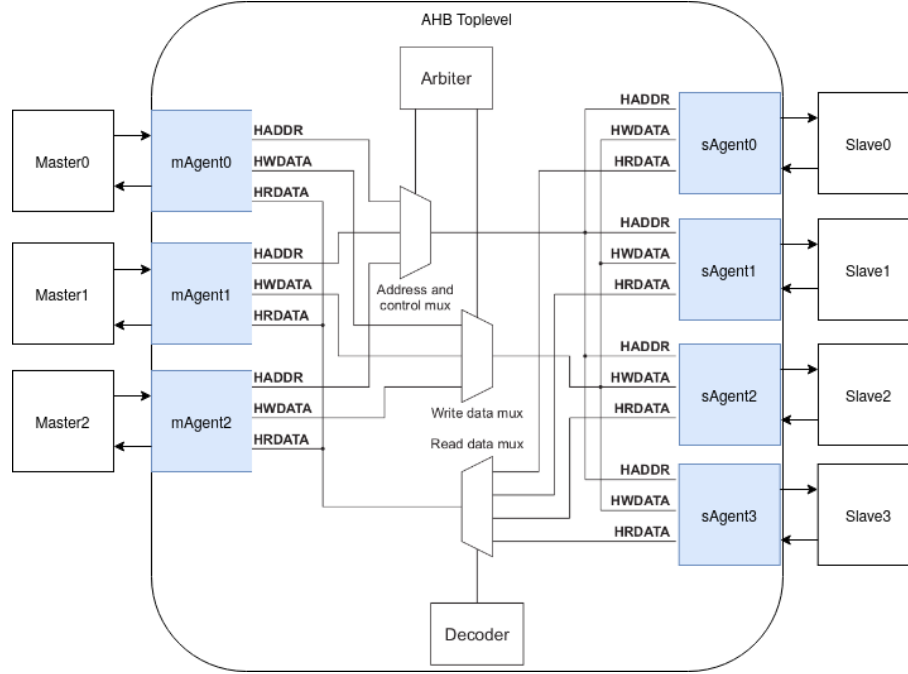 AHB Toplevel
Arbiter
Master0
mAgent0
HADDR
HWDATA
HRDATA
Master1
mAgent1
HADDR
HWDATA
HRDATA
Master2
mAgent2
HADDR
HWDATA
HRDATA
Address and
control mux
Write data mux
Read data mux
Decoder
HADDR
HWDATA
HRDATA
sAgent0
Slave0
HADDR
HWDATA
HRDATA
sAgent1
Slave1
HADDR
HWDATA
HRDATA
sAgent2
Slave2
HADDR
HWDATA
HRDATA
sAgent3
Slave3